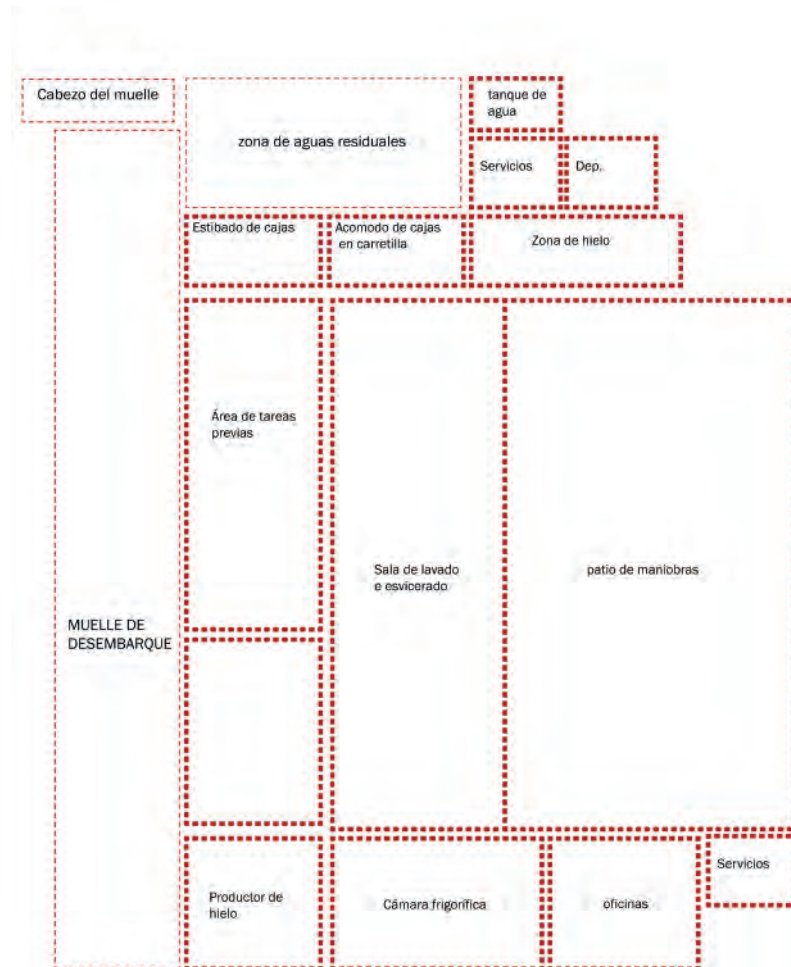 Cabezo del muelle
zona de aguas residuales
tanque de
agua
Servicios
Dep.
Estibado de cajas
Acomodo de cajas
en carretilla
Zona de hielo
Área de tareas
previas
Sala de lavado
e esvicerado
patio de maniobras
MUELLE DE
DESEMBARQUE
Servicios
Productor de
hielo
Cámara frigorífica
oficinas